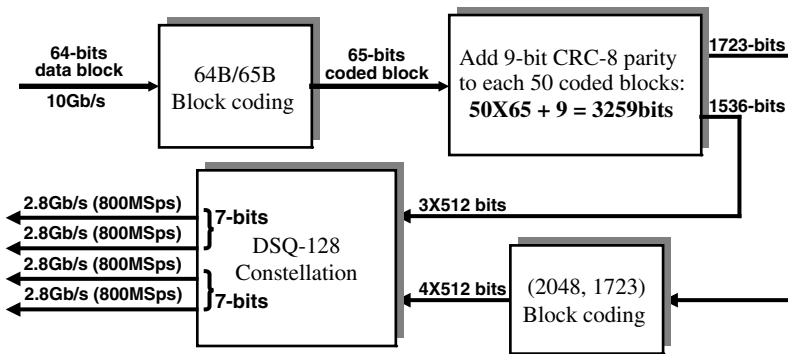 64-bits
data block
10Gb/s
64B/65B
Block coding
65-bits
coded block
Add 9-bit CRC-8 parity
to each 50 coded blocks:
50X65 + 9 = 3259bits
1723-bits
1536-bits
2.8Gb/s (800MSps)
2.8Gb/s (800MSps)
2.8Gb/s (800MSps)
2.8Gb/s (800MSps)
7-bits
7-bits
DSQ-128
Constellation
3X512 bits
4X512 bits
(2048, 1723)
Block coding